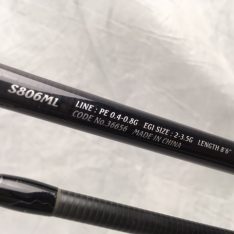 S806ML
LINE : PE 0.4-0.8G EGI SIZE : 2-3.5G LENGTH 8'6"
CODE No.36656
MADE IN CHINA